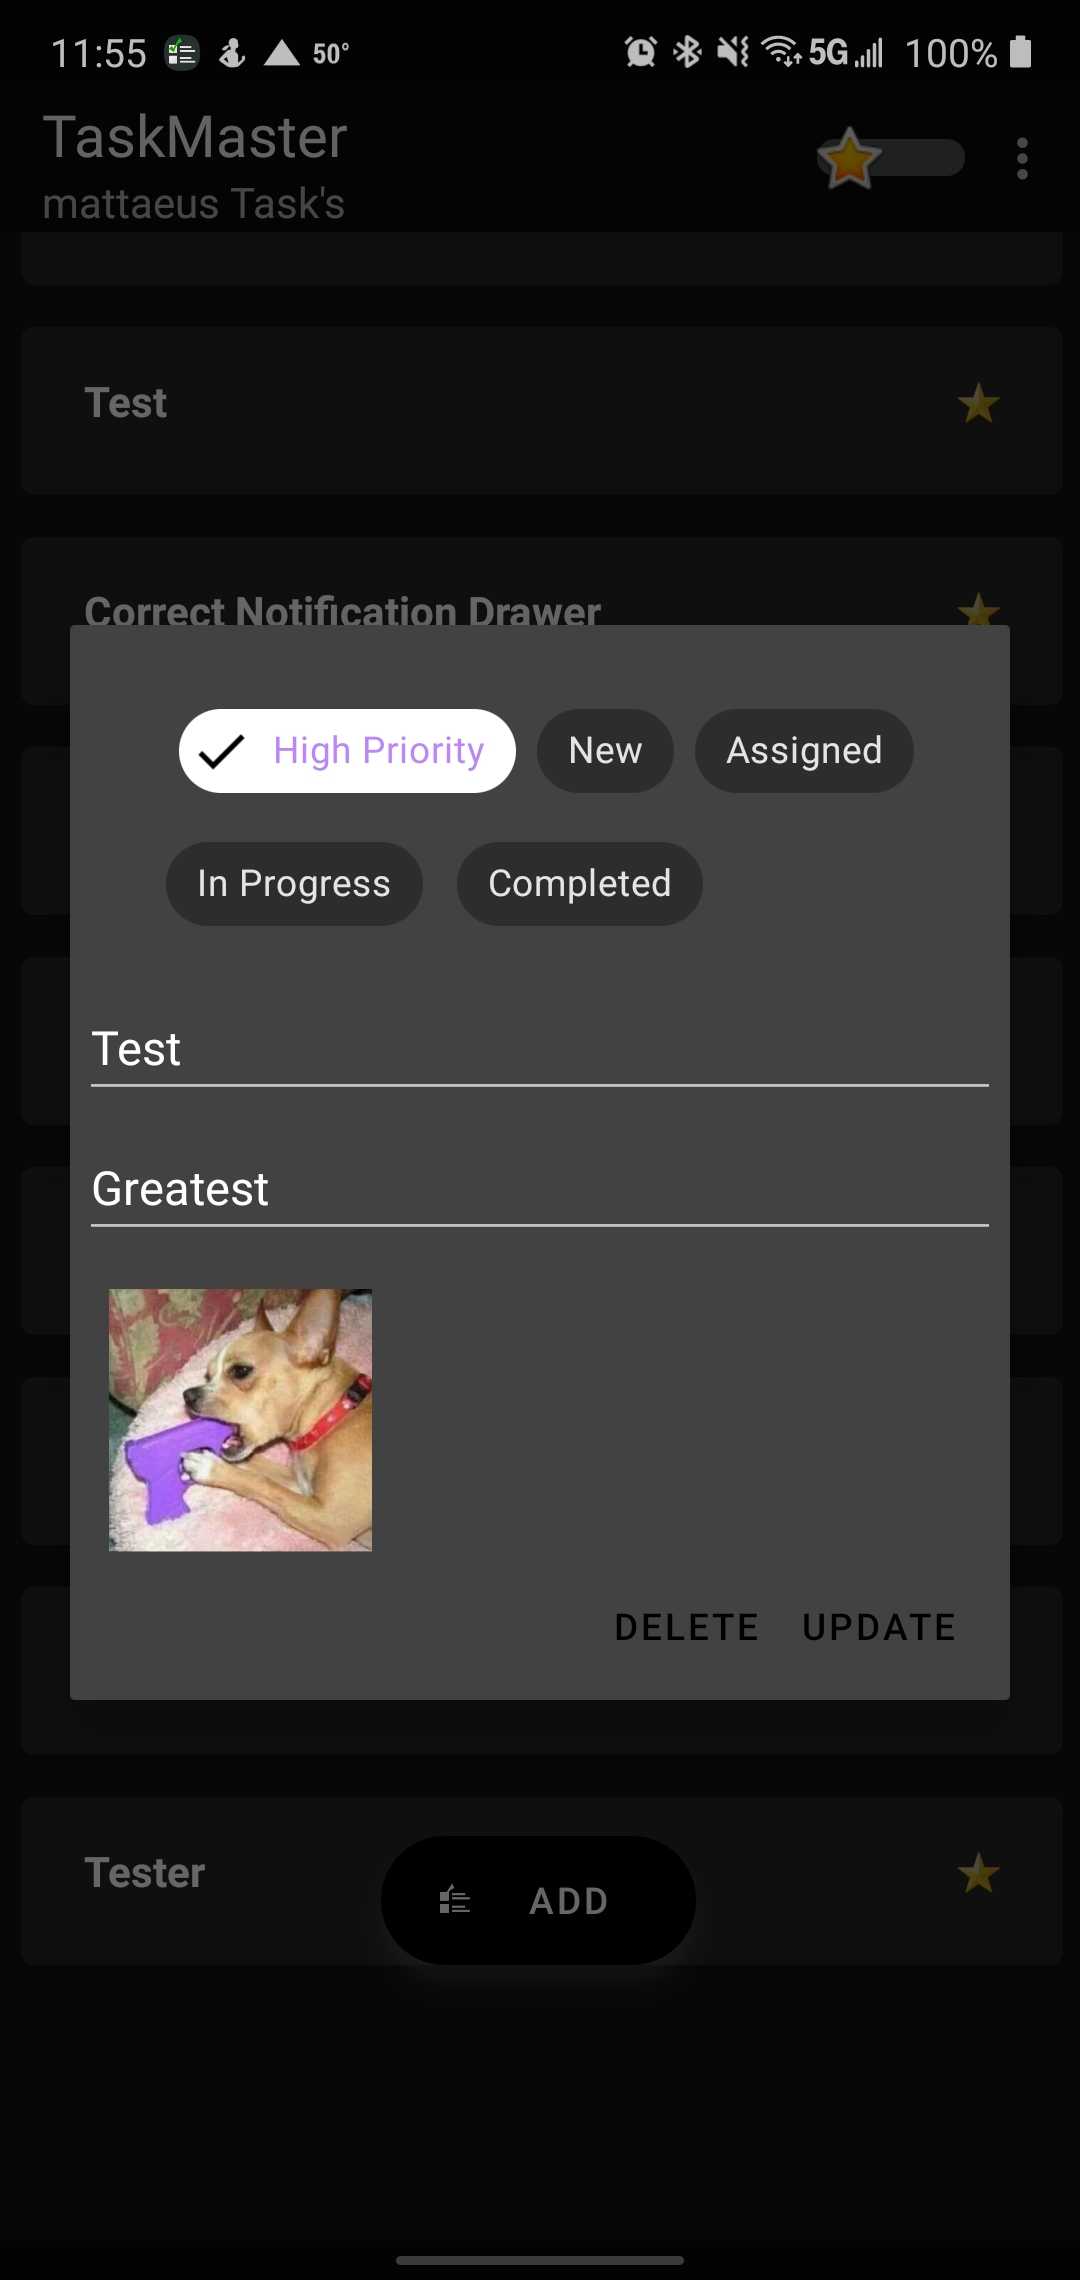 11:55 50° 5G 100%
TaskMaster
mattaeus Task's
Test
Correct Notification Drawer
High Priority New Assigned
In Progress Completed
Test
Greatest
DELETE UPDATE
Tester
ADD